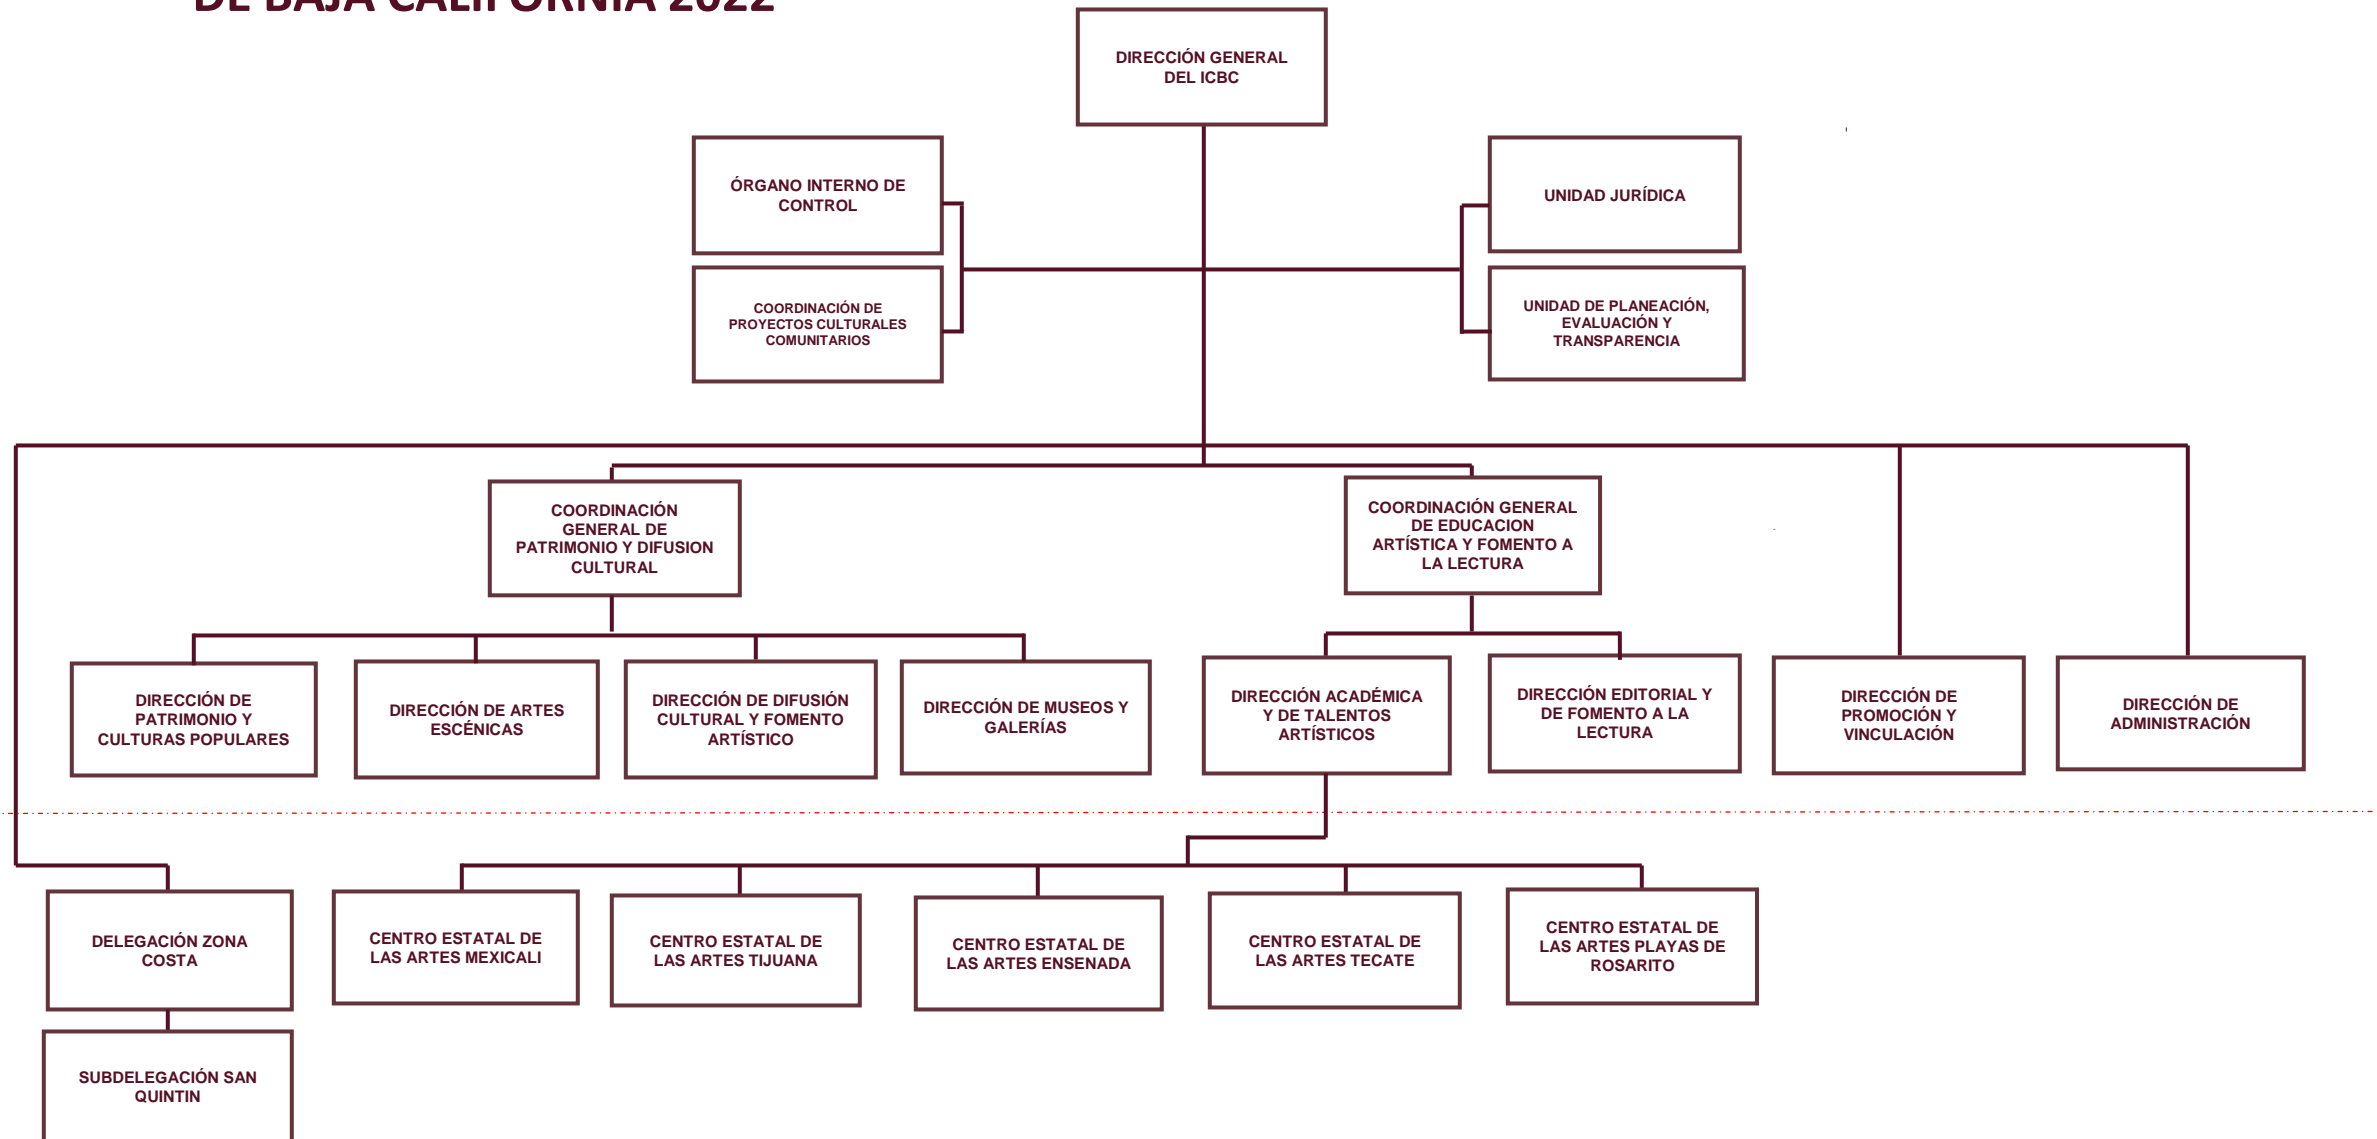 DE BAJA CALIFORNIA 2022
DIRECCIÓN GENERAL
DEL ICBC
ÓRGANO INTERNO DE
CONTROL
UNIDAD JURÍDICA
COORDINACIÓN DE
PROYECTOS CULTURALES
COMUNITARIOS
UNIDAD DE PLANEACIÓN,
EVALUACIÓN Y
TRANSPARENCIA
COORDINACIÓN
GENERAL DE
PATRIMONIO Y DIFUSION
CULTURAL
COORDINACIÓN GENERAL
DE EDUCACION
ARTÍSTICA Y FOMENTO A
LA LECTURA
DIRECCIÓN DE
PATRIMONIO Y
CULTURAS POPULARES
DIRECCIÓN DE ARTES
ESCÉNICAS
DIRECCIÓN DE DIFUSIÓN
CULTURAL Y FOMENTO
ARTÍSTICO
DIRECCIÓN DE MUSEOS Y
GALERÍAS
DIRECCIÓN ACADÉMICA
Y DE TALENTOS
ARTÍSTICOS
DIRECCIÓN EDITORIAL Y
DE FOMENTO A LA
LECTURA
DIRECCIÓN DE
PROMOCIÓN Y
VINCULACIÓN
DIRECCIÓN DE
ADMINISTRACIÓN
DELEGACIÓN ZONA
COSTA
CENTRO ESTATAL DE
LAS ARTES MEXICALI
CENTRO ESTATAL DE
LAS ARTES TIJUANA
CENTRO ESTATAL DE
LAS ARTES ENSENADA
CENTRO ESTATAL DE
LAS ARTES TECATE
CENTRO ESTATAL DE
LAS ARTES PLAYAS DE
ROSARITO
SUBDELEGACIÓN SAN
QUINTIN